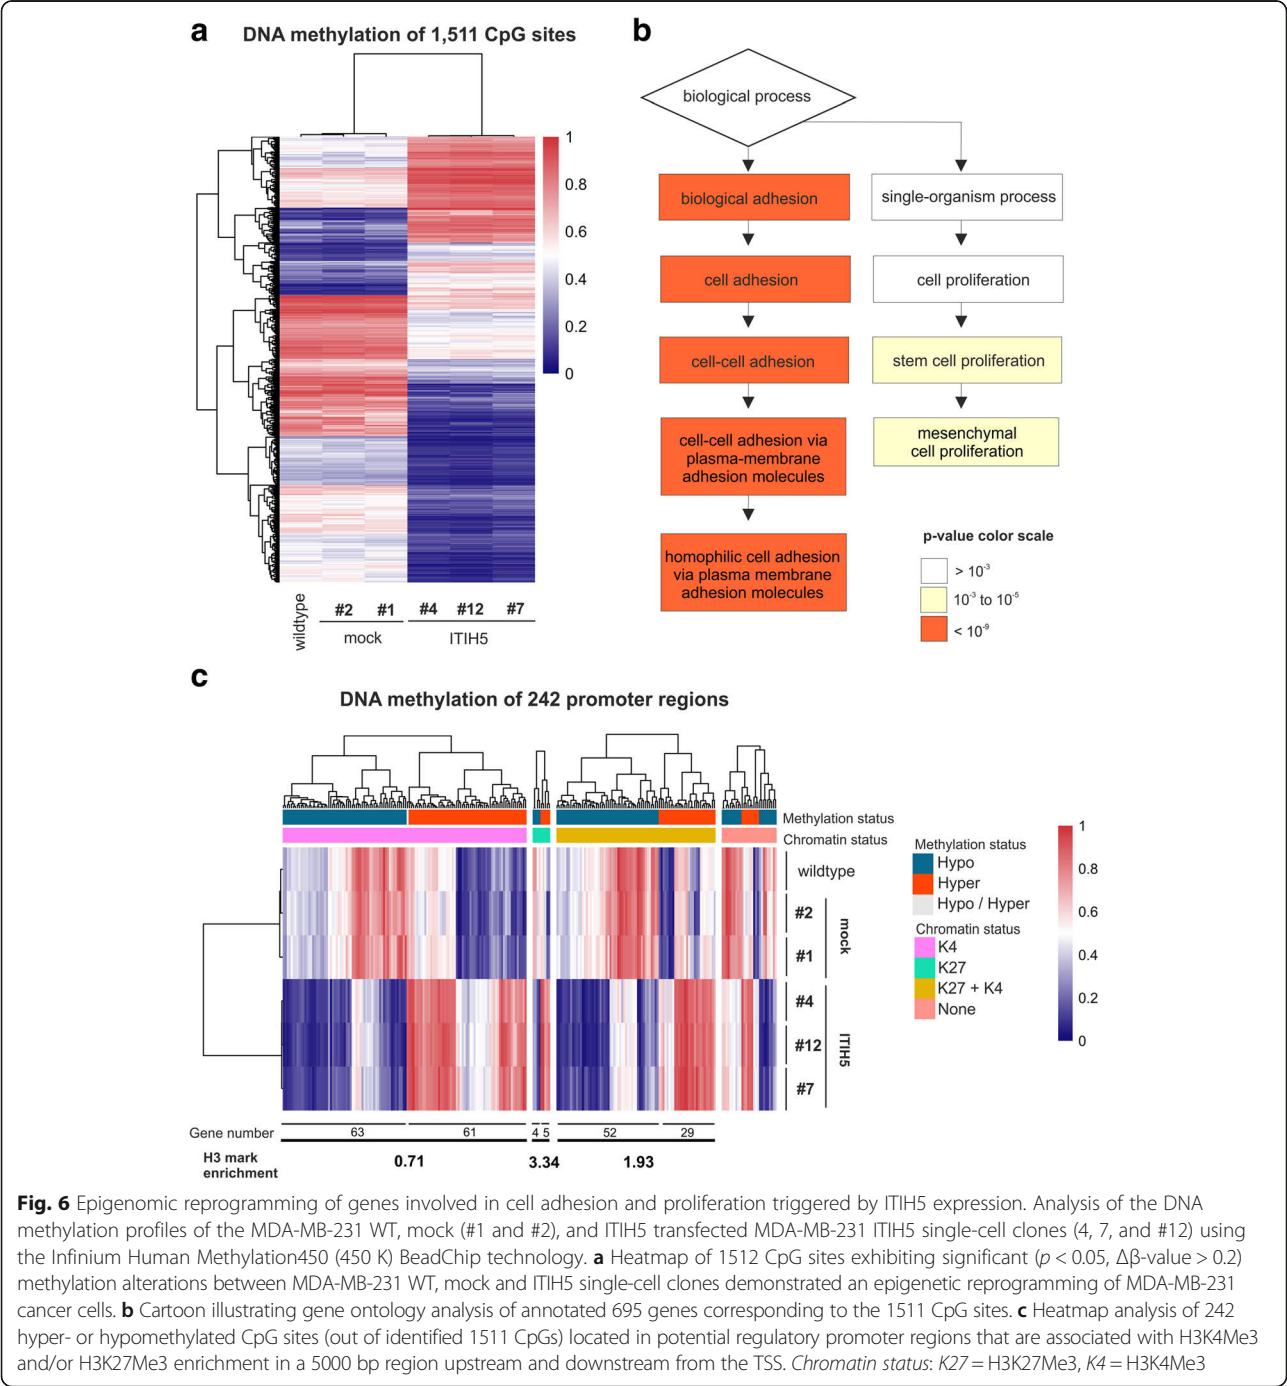 a DNA methylation of 1,511 CpG sites
1
0.8
0.6
0.4
0.2
0
wildtype
#2 #1 #4 #12 #7
mock ITIH5
b
biological process
biological adhesion
cell adhesion
cell-cell adhesion
cell-cell adhesion via
plasma-membrane
adhesion molecules
homophilic cell adhesion
via plasma membrane
adhesion molecules
single-organism process
cell proliferation
stem cell proliferation
mesenchymal
cell proliferation
p-value color scale
> 10⁻³
10⁻³ to 10⁻⁵
< 10⁻⁹
c
DNA methylation of 242 promoter regions
Methylation status
Chromatin status
wildtype
#2
#1
mock
#4
#12
#7
ITIH5
Methylation status
Hypo
Hyper
Hypo / Hyper
Chromatin status
K4
K27
K27 + K4
None
1
0.8
0.6
0.4
0.2
0
Gene number 63 61 4 5 52 29
H3 mark
enrichment 0.71 3.34 1.93
Fig. 6 Epigenomic reprogramming of genes involved in cell adhesion and proliferation triggered by ITIH5 expression. Analysis of the DNA
methylation profiles of the MDA-MB-231 WT, mock (#1 and #2), and ITIH5 transfected MDA-MB-231 ITIH5 single-cell clones (4, 7, and #12) using
the Infinium Human Methylation450 (450 K) BeadChip technology. a Heatmap of 1512 CpG sites exhibiting significant (p < 0.05, Δβ-value > 0.2)
methylation alterations between MDA-MB-231 WT, mock and ITIH5 single-cell clones demonstrated an epigenetic reprogramming of MDA-MB-231
cancer cells. b Cartoon illustrating gene ontology analysis of annotated 695 genes corresponding to the 1511 CpG sites. c Heatmap analysis of 242
hyper- or hypomethylated CpG sites (out of identified 1511 CpGs) located in potential regulatory promoter regions that are associated with H3K4Me3
and/or H3K27Me3 enrichment in a 5000 bp region upstream and downstream from the TSS. Chromatin status: K27 = H3K27Me3, K4 = H3K4Me3